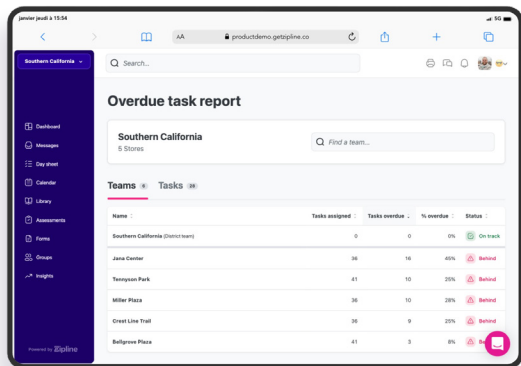 janvier jeudi à 15:54
5G
AA
productdemo.getzipline.co
Southern California
Search...
Dashboard
Messages
Day sheet
Calendar
Library
Assessments
Forms
Groups
Insights
Powered by Zipline
Overdue task report
Southern California
5 Stores
Find a team...
Teams 6 Tasks
Name Tasks assigned Tasks overdue % overdue Status
Southern California (District team) 0 0 0% On track
Jana Center 36 16 45% Behind
Tennyson Park 41 10 25% Behind
Miller Plaza 36 10 28% Behind
Crest Line Trail 36 9 25% Behind
Bellgrove Plaza 41 3 8%